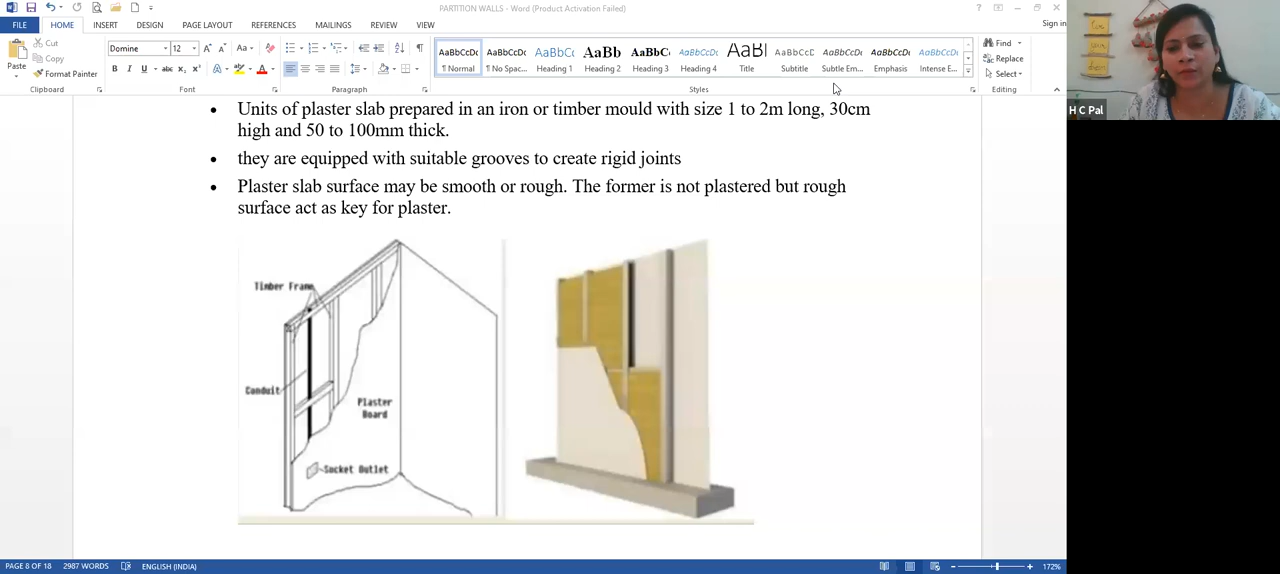 PARTITION WALLS - Word (Product Activation Failed)
Sign in
FILE HOME INSERT DESIGN PAGE LAYOUT REFERENCES MAILINGS REVIEW VIEW
Paste
Cut
Copy
Format Painter
Clipboard
Domine 12
Font
Paragraph
AaBbCcDc AaBbCcDc AaBbCc AaBb AaBbC AaBbCcDc AaBI AaBbCcD AaBbCcDc AaBbCcDc AaBbCcDc
¶ Normal ¶ No Spac... Heading 1 Heading 2 Heading 3 Heading 4 Title Subtitle Subtle Em... Emphasis Intense E...
Styles
Find
Replace
Select
Editing
H C Pal
• Units of plaster slab prepared in an iron or timber mould with size 1 to 2m long, 30cm
high and 50 to 100mm thick.
• they are equipped with suitable grooves to create rigid joints
• Plaster slab surface may be smooth or rough. The former is not plastered but rough
surface act as key for plaster.
Timber Frame
Conduit
Plaster
Board
Socket Outlet
PAGE 8 OF 18 2987 WORDS ENGLISH (INDIA) 172%